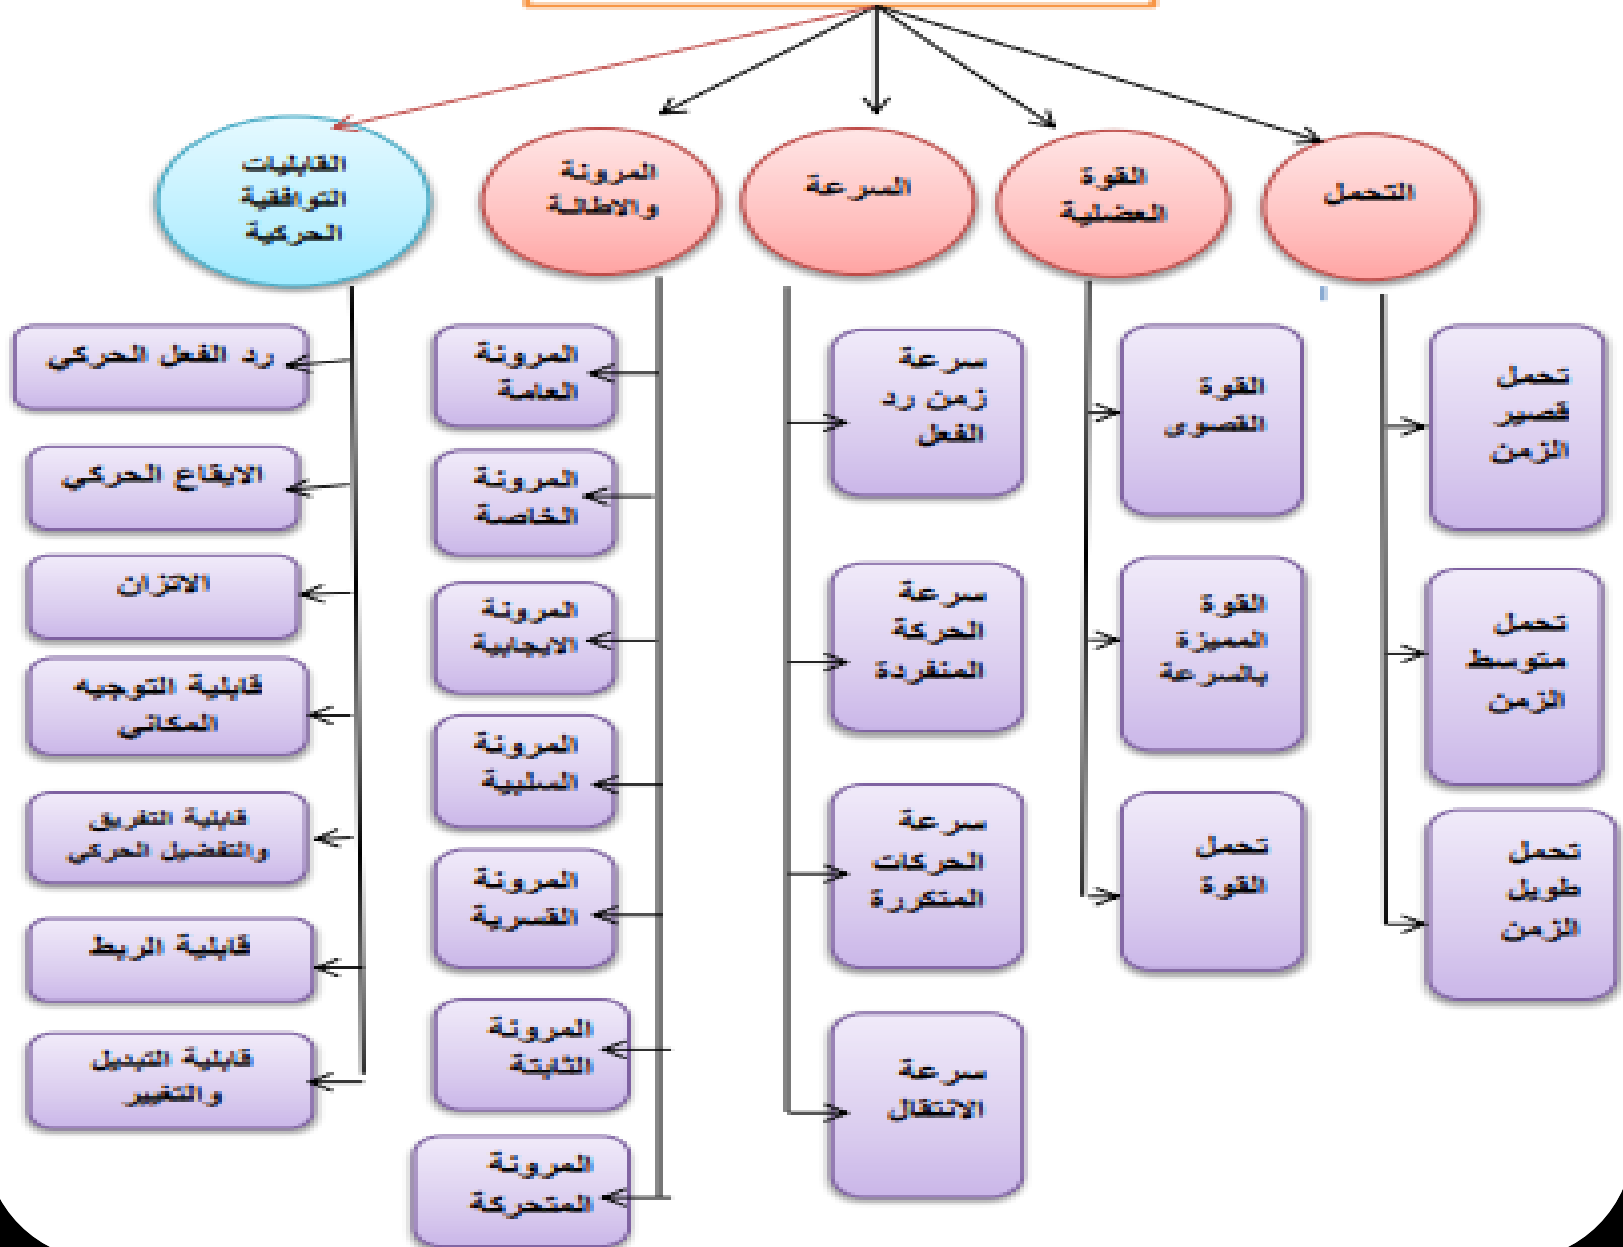 التحمل
القوة
العضلية
السرعة
المرونة
والاطالة
القابليات
التوافقية
الحركية
تحمل
قصير
الزمن
تحمل
متوسط
الزمن
تحمل
طويل
الزمن
القوة
القصوى
القوة
المميزة
بالسرعة
تحمل
القوة
سرعة
زمن رد
الفعل
سرعة
الحركة
المنفردة
سرعة
الحركات
المتكررة
سرعة
الانتقال
المرونة
العامة
المرونة
الخاصة
المرونة
الايجابية
المرونة
السلبية
المرونة
القسرية
المرونة
الثابتة
المرونة
المتحركة
رد الفعل الحركي
الايقاع الحركي
الاتزان
قابلية التوجيه
المكاني
قابلية التفريق
والتفضيل الحركي
قابلية الربط
قابلية التبديل
والتغيير